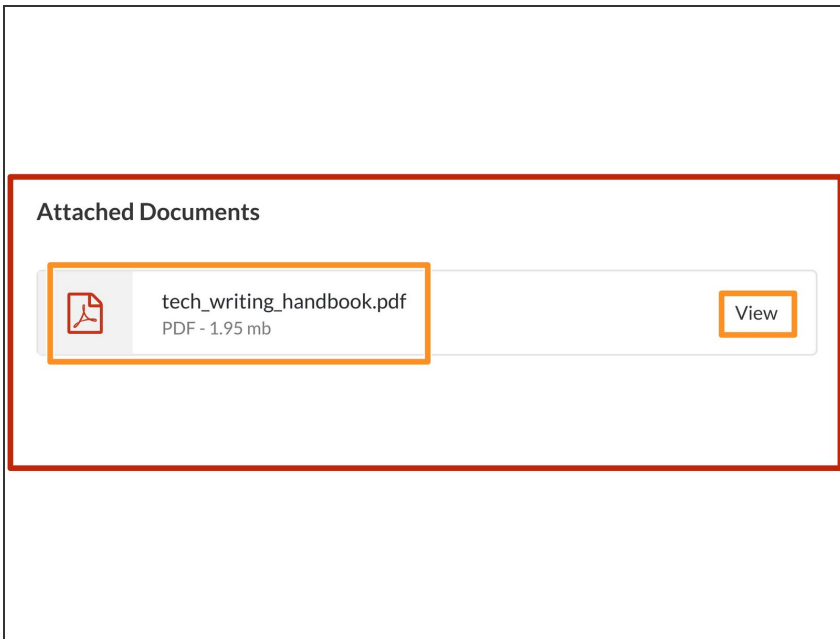 Attached Documents
tech_writing_handbook.pdf
PDF - 1.95 mb
View